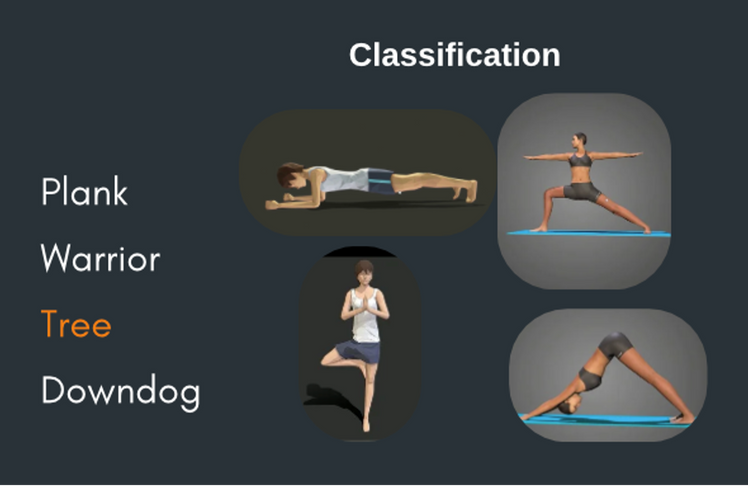 Classification
Plank
Warrior
Tree
Downdog